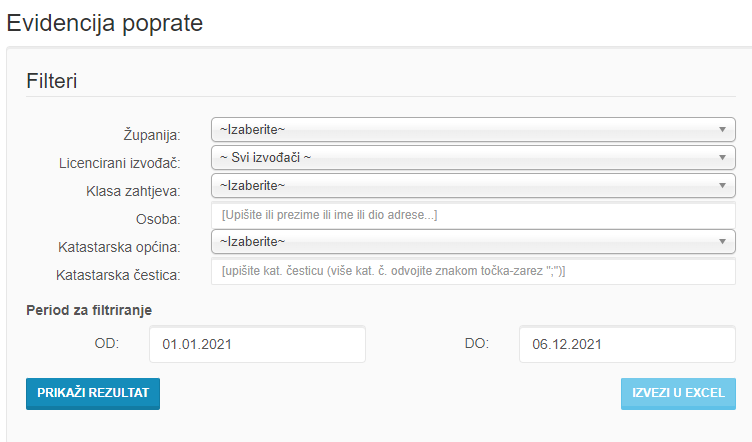 Evidencija poprate
Filteri
Županija: ~Izaberite~
Licencirani izvođač: ~ Svi izvođači ~
Klasa zahtjeva: ~Izaberite~
Osoba: [Upišite ili prezime ili ime ili dio adrese...]
Katastarska općina: ~Izaberite~
Katastarska čestica: [upišite kat. česticu (više kat. č. odvojite znakom točka-zarez ";")]
Period za filtriranje
OD: 01.01.2021 DO: 06.12.2021
PRIKAŽI REZULTAT IZVEZI U EXCEL